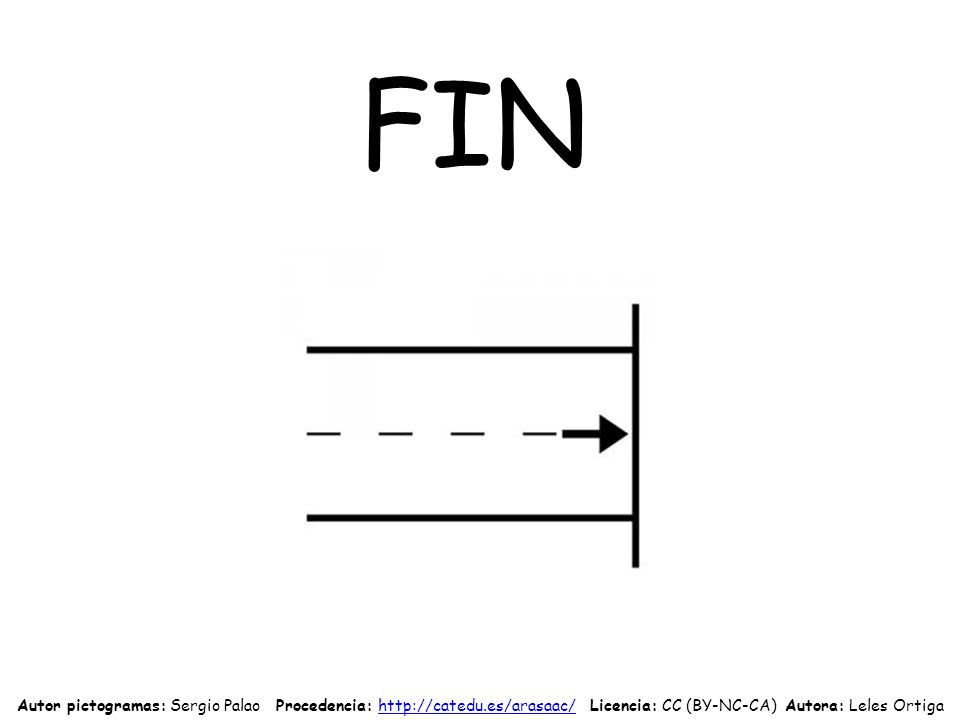 FIN
Autor pictogramas: Sergio Palao Procedencia: http://catedu.es/arasaac/ Licencia: CC (BY-NC-CA) Autora: Leles Ortiga